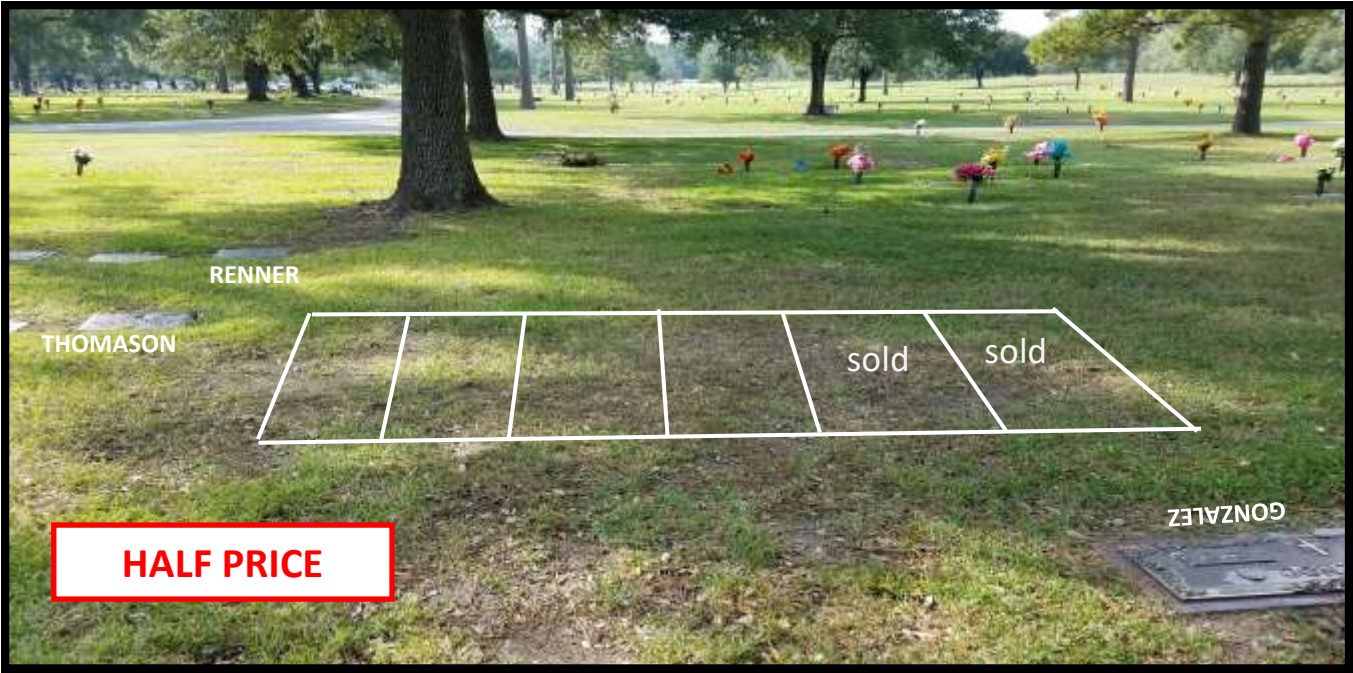 RENNER
THOMASON
sold
sold
GONZALEZ
HALF PRICE